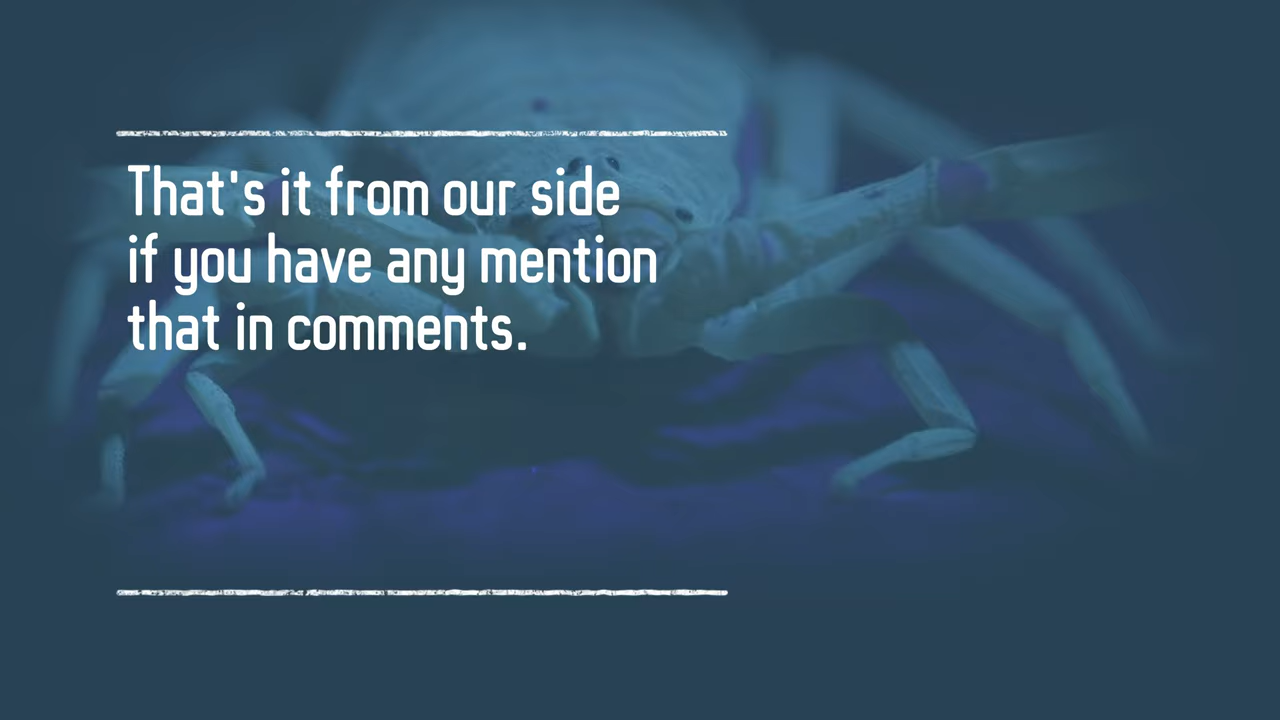 That's it from our side
if you have any mention
that in comments.